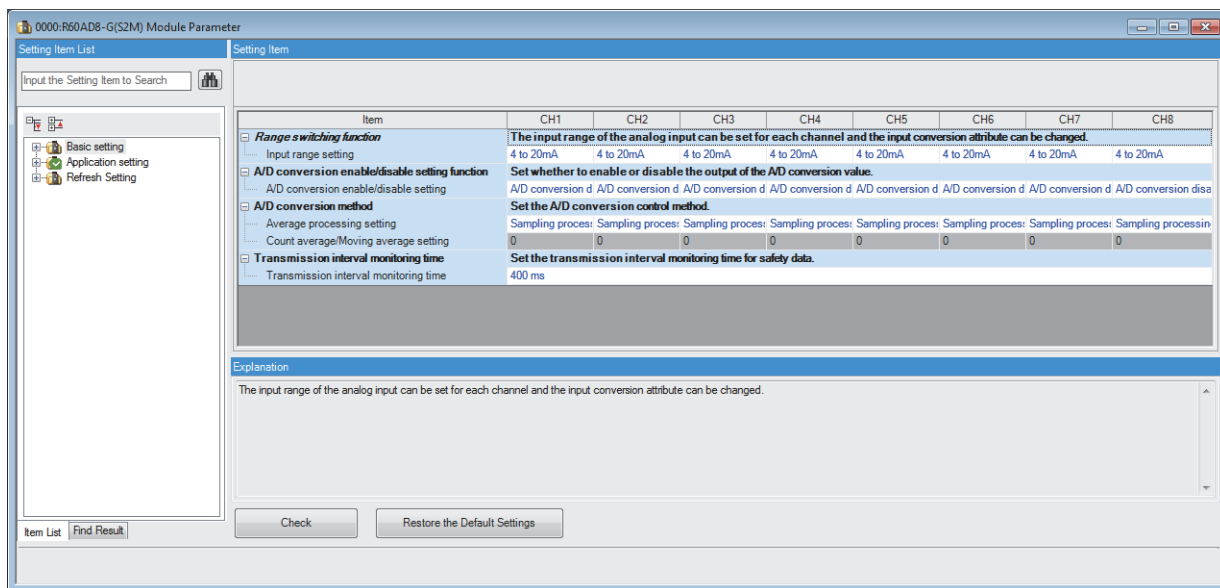 0000:R60AD8-G(S2M) Module Parameter
Setting Item List
Input the Setting Item to Search
Basic setting
Application setting
Refresh Setting
Item List Find Result
Setting Item
Item CH1 CH2 CH3 CH4 CH5 CH6 CH7 CH8
Range switching function The input range of the analog input can be set for each channel and the input conversion attribute can be changed.
Input range setting 4 to 20mA 4 to 20mA 4 to 20mA 4 to 20mA 4 to 20mA 4 to 20mA 4 to 20mA 4 to 20mA
A/D conversion enable/disable setting function Set whether to enable or disable the output of the A/D conversion value.
A/D conversion enable/disable setting A/D conversion d A/D conversion d A/D conversion d A/D conversion d A/D conversion d A/D conversion d A/D conversion d A/D conversion disa
A/D conversion method Set the A/D conversion control method.
Average processing setting Sampling proces Sampling proces Sampling proces Sampling proces Sampling proces Sampling proces Sampling proces Sampling processin
Count average/Moving average setting 0 0 0 0 0 0 0 0
Transmission interval monitoring time Set the transmission interval monitoring time for safety data.
Transmission interval monitoring time 400 ms
Explanation
The input range of the analog input can be set for each channel and the input conversion attribute can be changed.
Check Restore the Default Settings